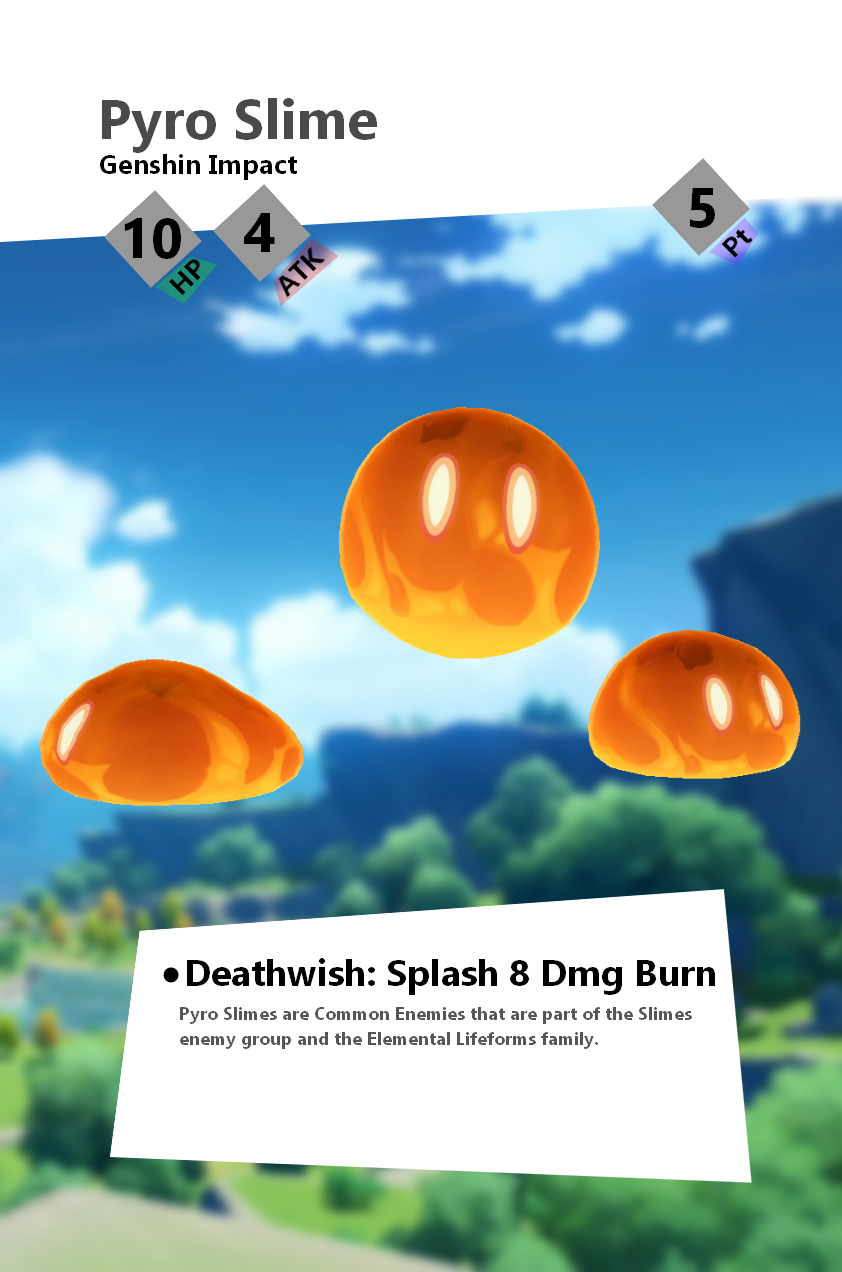 Pyro Slime
Genshin Impact
10 HP
4 ATK
5 Pt
•Deathwish: Splash 8 Dmg Burn
Pyro Slimes are Common Enemies that are part of the Slimes
enemy group and the Elemental Lifeforms family.